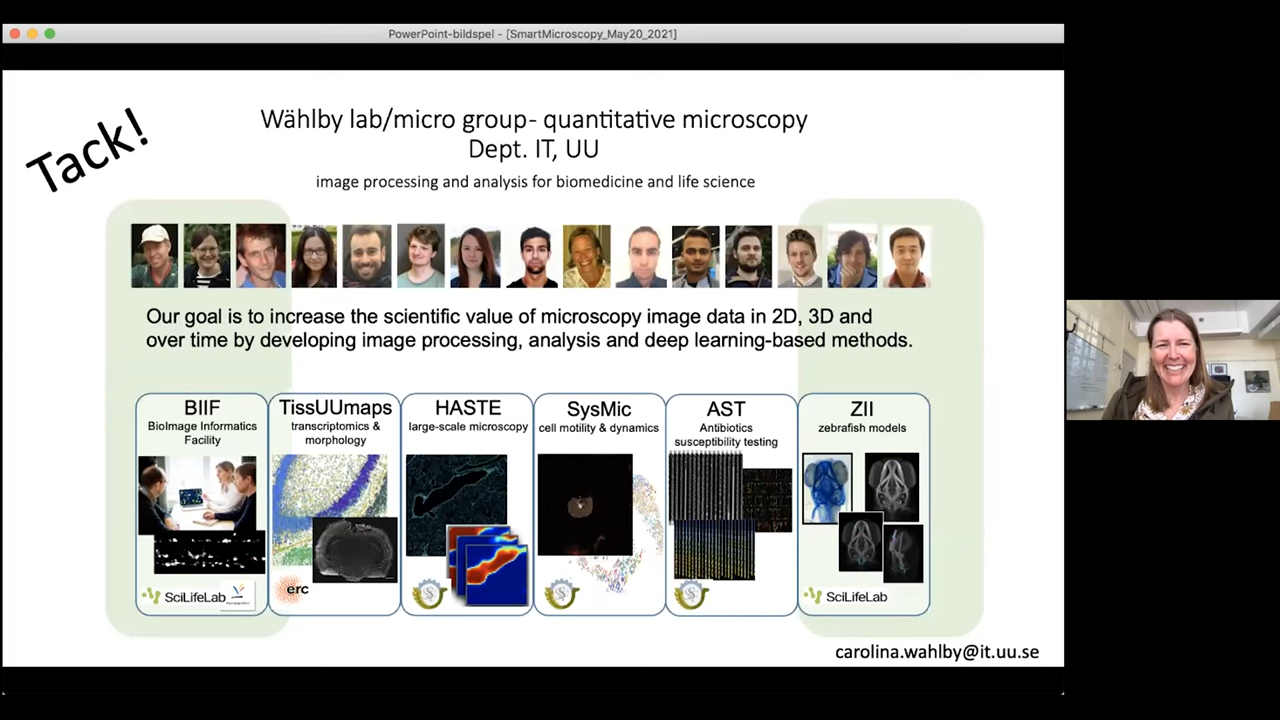 PowerPoint-bildspel - [SmartMicroscopy_May20_2021]
Tack!
Wählby lab/micro group- quantitative microscopy
Dept. IT, UU
image processing and analysis for biomedicine and life science
Our goal is to increase the scientific value of microscopy image data in 2D, 3D and
over time by developing image processing, analysis and deep learning-based methods.
BIIF
BioImage Informatics
Facility
SciLifeLab
TissUUmaps
transcriptomics &
morphology
erc
HASTE
large-scale microscopy
SysMic
cell motility & dynamics
AST
Antibiotics
susceptibility testing
ZII
zebrafish models
SciLifeLab
carolina.wahlby@it.uu.se